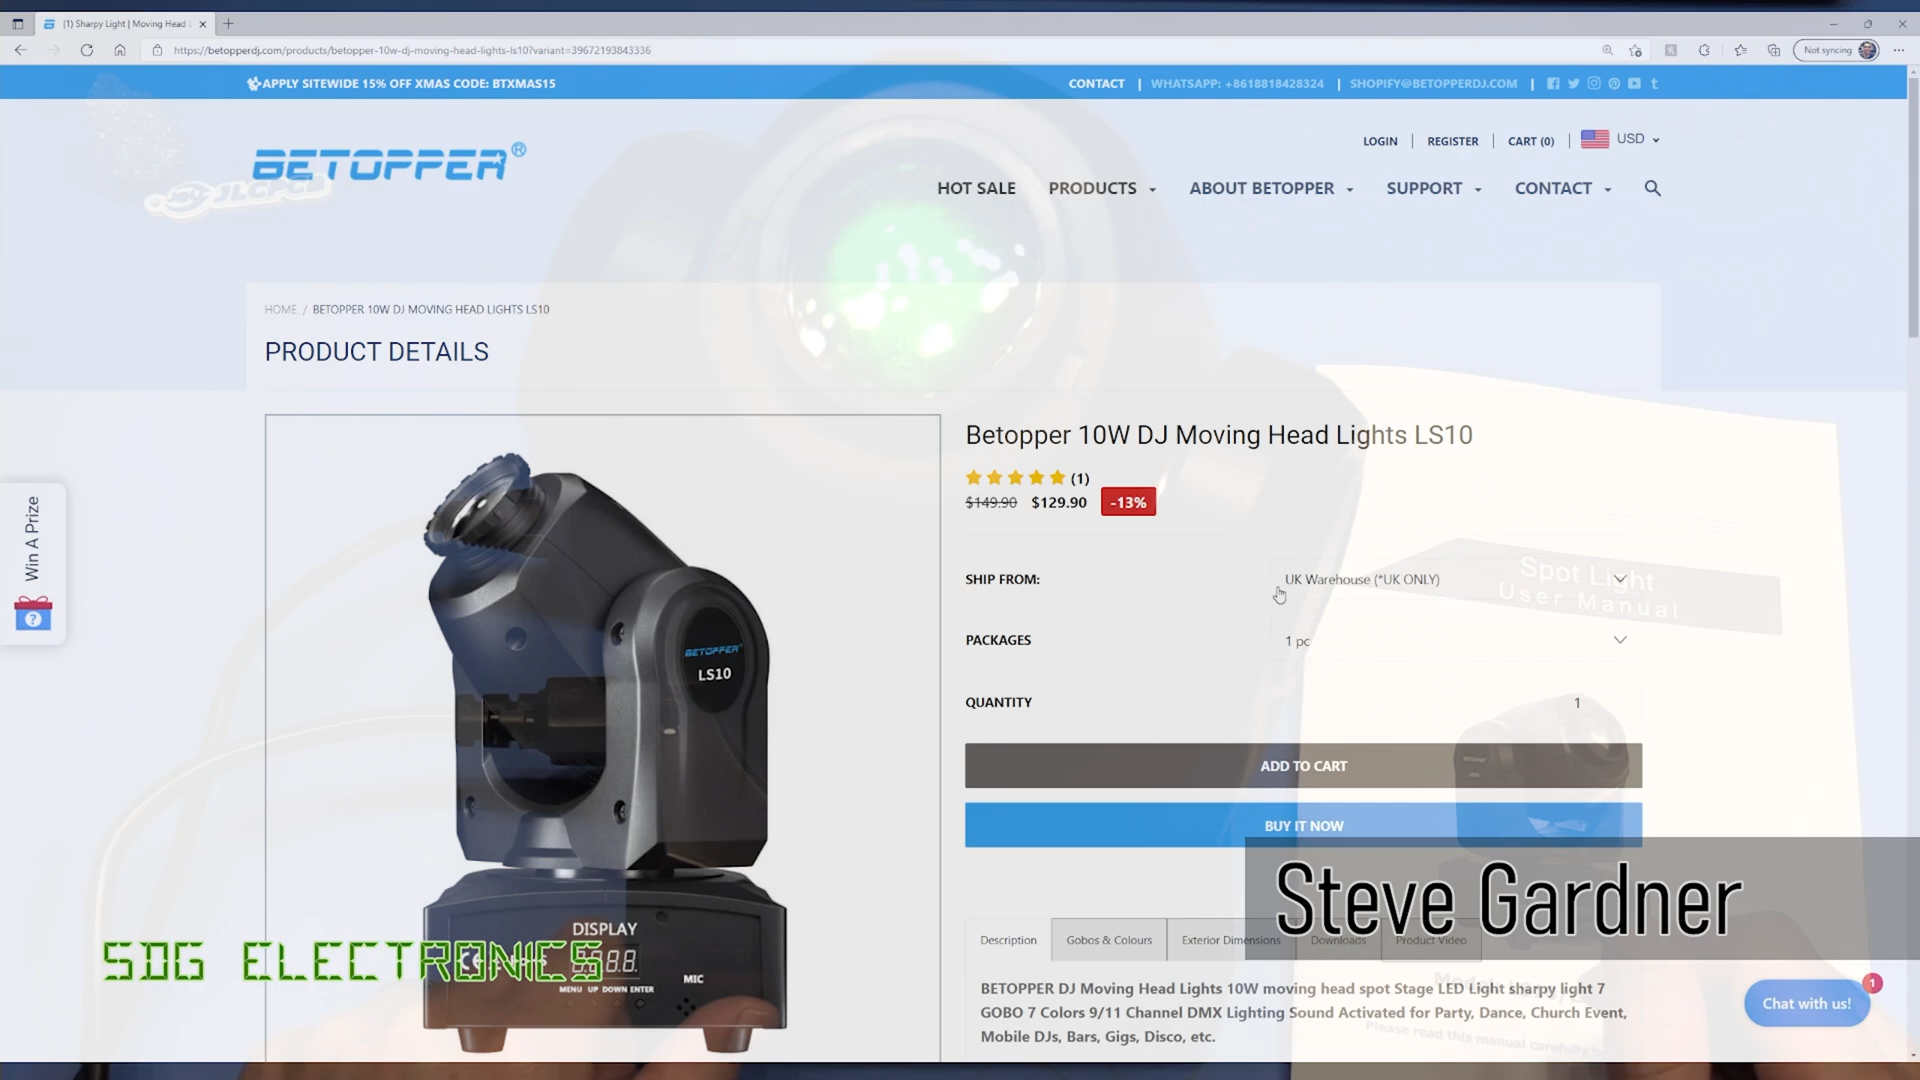 (1) Sharpy Light | Moving Head L
https://betopperdj.com/products/betopper-10w-dj-moving-head-lights-ls10?variant=39672193843336
Not syncing
APPLY SITEWIDE 15% OFF XMAS CODE: BTXMAS15
CONTACT | WHATSAPP: +8618818428324 | SHOPIFY@BETOPPERDJ.COM |
BETOPPER®
JLCPCB
LOGIN | REGISTER | CART (0) | USD
HOT SALE PRODUCTS ABOUT BETOPPER SUPPORT CONTACT
HOME / BETOPPER 10W DJ MOVING HEAD LIGHTS LS10
PRODUCT DETAILS
Betopper 10W DJ Moving Head Lights LS10
(1)
$149.90 $129.90 -13%
Win A Prize
SHIP FROM: UK Warehouse (*UK ONLY)
Spot Light
User Manual
PACKAGES 1 pc
BETOPPER
LS10
QUANTITY 1
ADD TO CART
BUY IT NOW
Steve Gardner
DISPLAY
SDG ELECTRONICS
MIC
MENU UP DOWN ENTER
Description Gobos & Colours Exterior Dimensions Downloads Product Video
BETOPPER DJ Moving Head Lights 10W moving head spot Stage LED Light sharpy light 7
GOBO 7 Colors 9/11 Channel DMX Lighting Sound Activated for Party, Dance, Church Event,
Mobile DJs, Bars, Gigs, Disco, etc.
Please read this manual carefully
Chat with us!
1